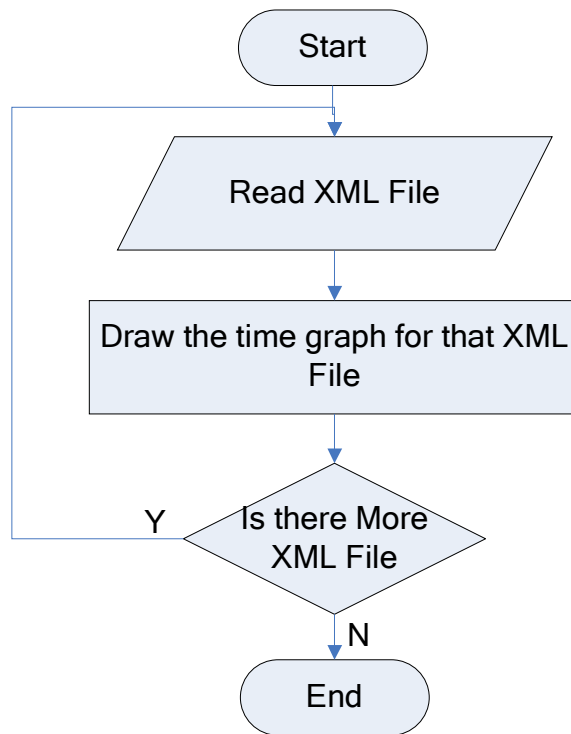 Start
Read XML File
Draw the time graph for that XML
File
Is there More
XML File
Y
N
End